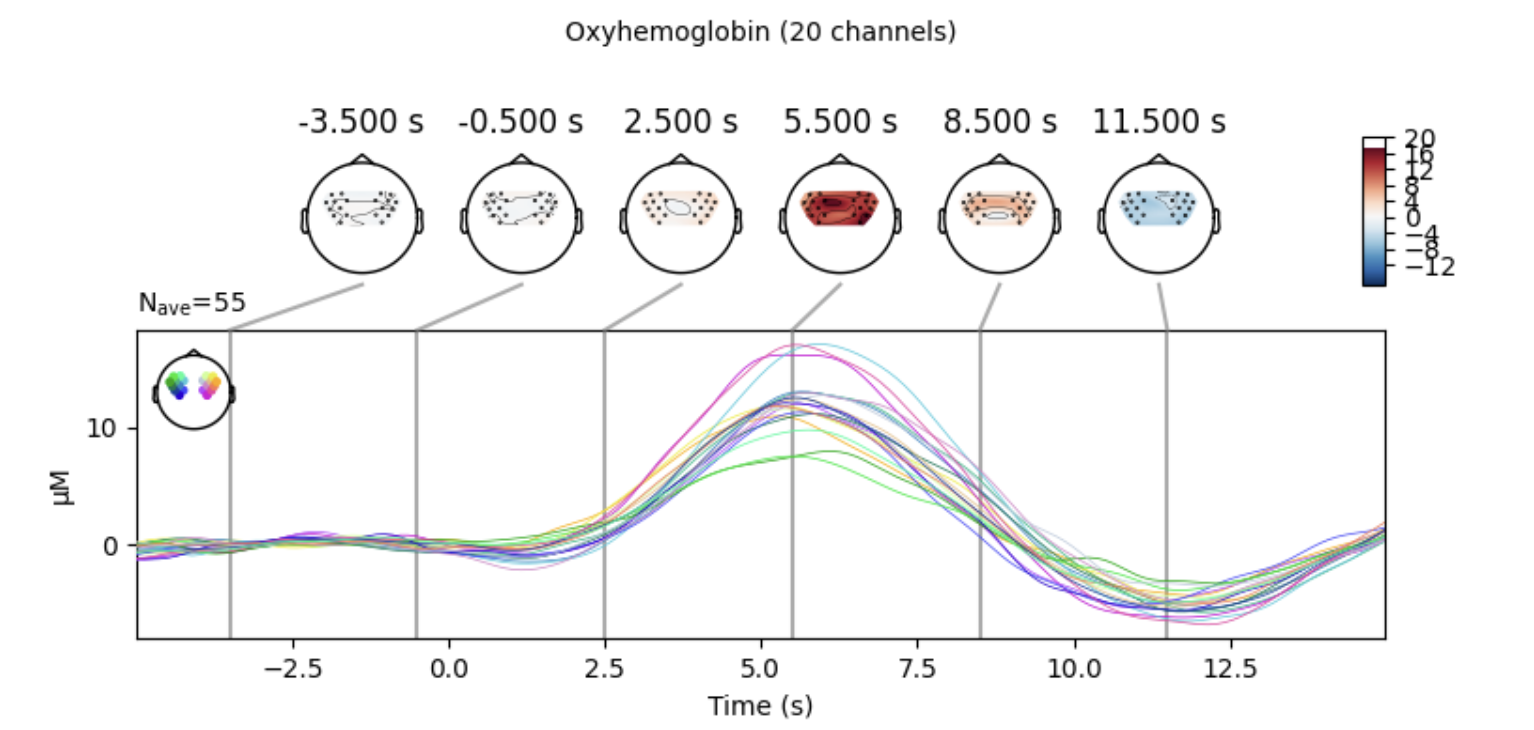 Oxyhemoglobin (20 channels)
-3.500 s -0.500 s 2.500 s 5.500 s 8.500 s 11.500 s
20
16
12
8
4
0
−4
−8
−12
Nave=55
10
0
µM
−2.5 0.0 2.5 5.0 7.5 10.0 12.5
Time (s)